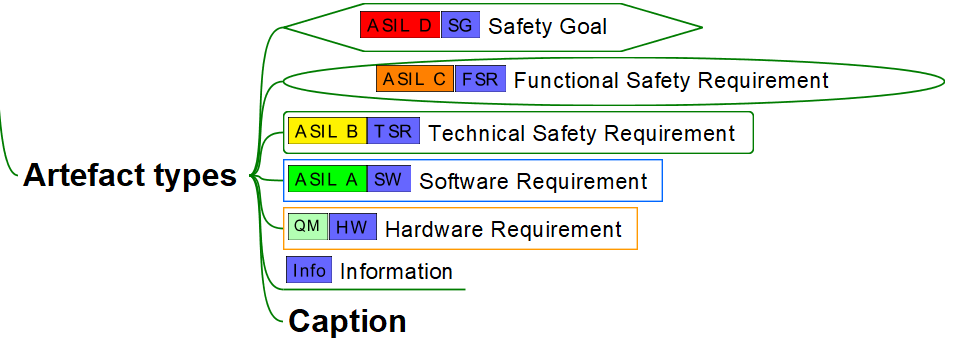 ASIL D SG Safety Goal
ASIL C FSR Functional Safety Requirement
ASIL B TSR Technical Safety Requirement
Artefact types
ASIL A SW Software Requirement
QM HW Hardware Requirement
Info Information
Caption